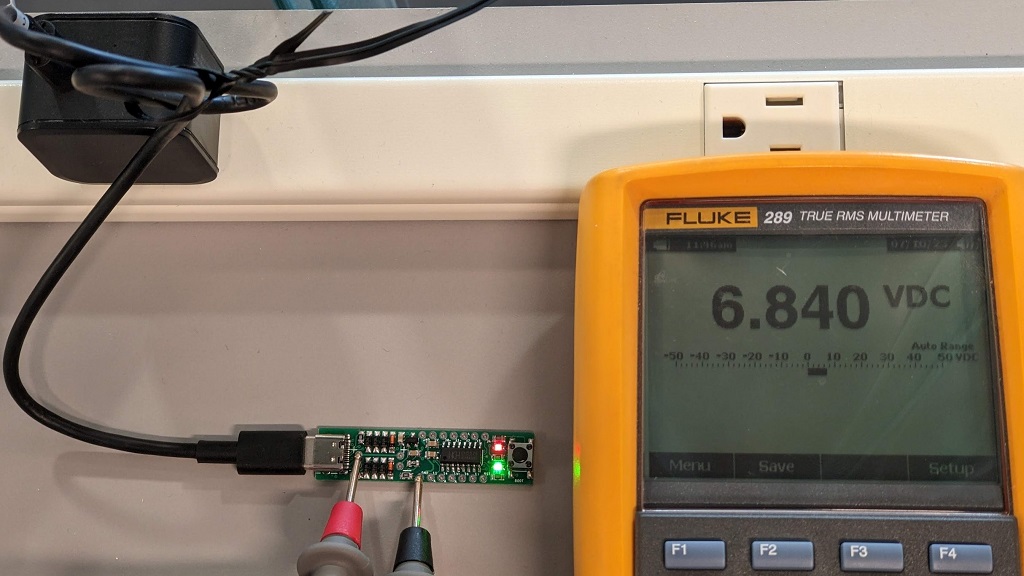 FLUKE 289 TRUE RMS MULTIMETER
6.840 VDC
Auto Range
-50 -40 -30 -20 -10 0 10 20 30 40 50 VDC
Menu Save Setup
F1 F2 F3 F4